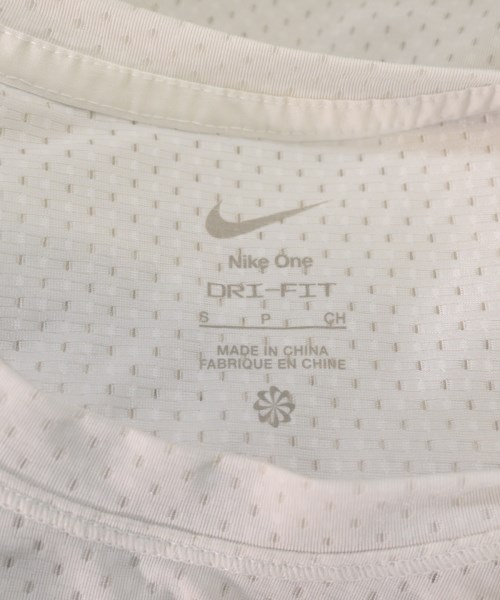 Nike One
DRI-FIT
S P CH
MADE IN CHINA
FABRIQUE EN CHINE